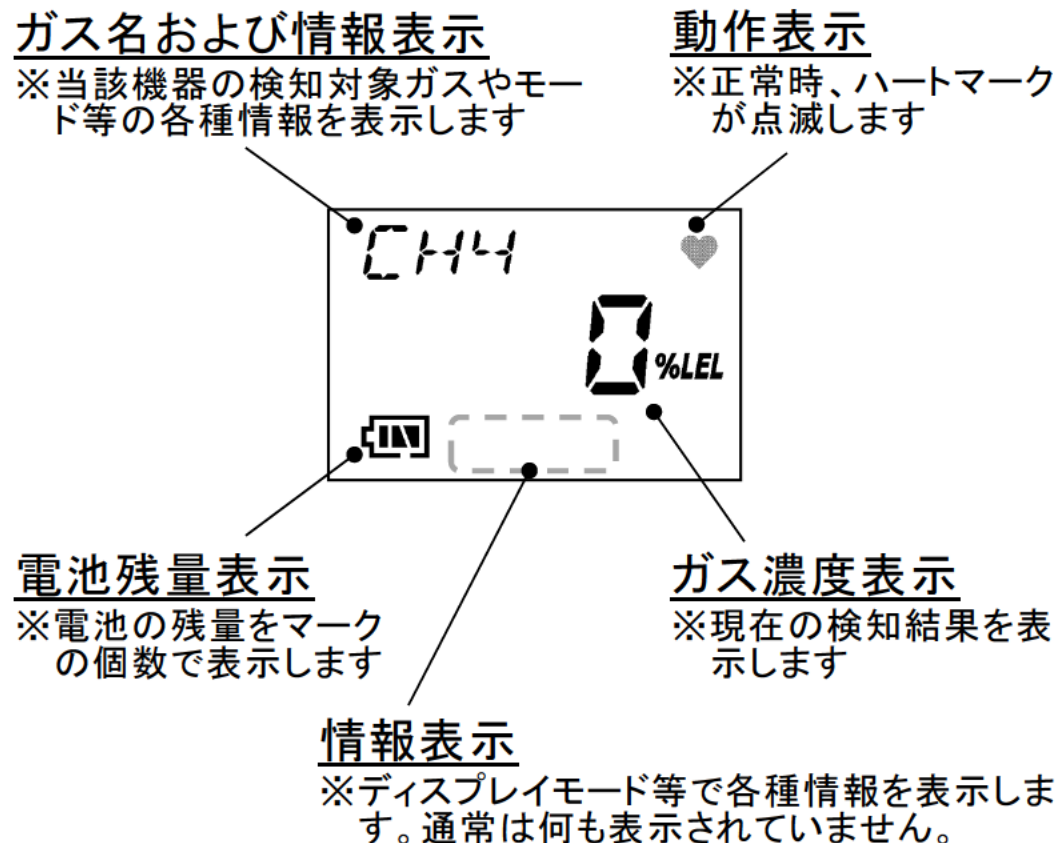 ガス名および情報表示
※当該機器の検知対象ガスやモー
ド等の各種情報を表示します
動作表示
※正常時、ハートマーク
が点滅します
CH4
0%LEL
電池残量表示
※電池の残量をマーク
の個数で表示します
ガス濃度表示
※現在の検知結果を表
示します
情報表示
※ディスプレイモード等で各種情報を表示しま
す。通常は何も表示されていません。